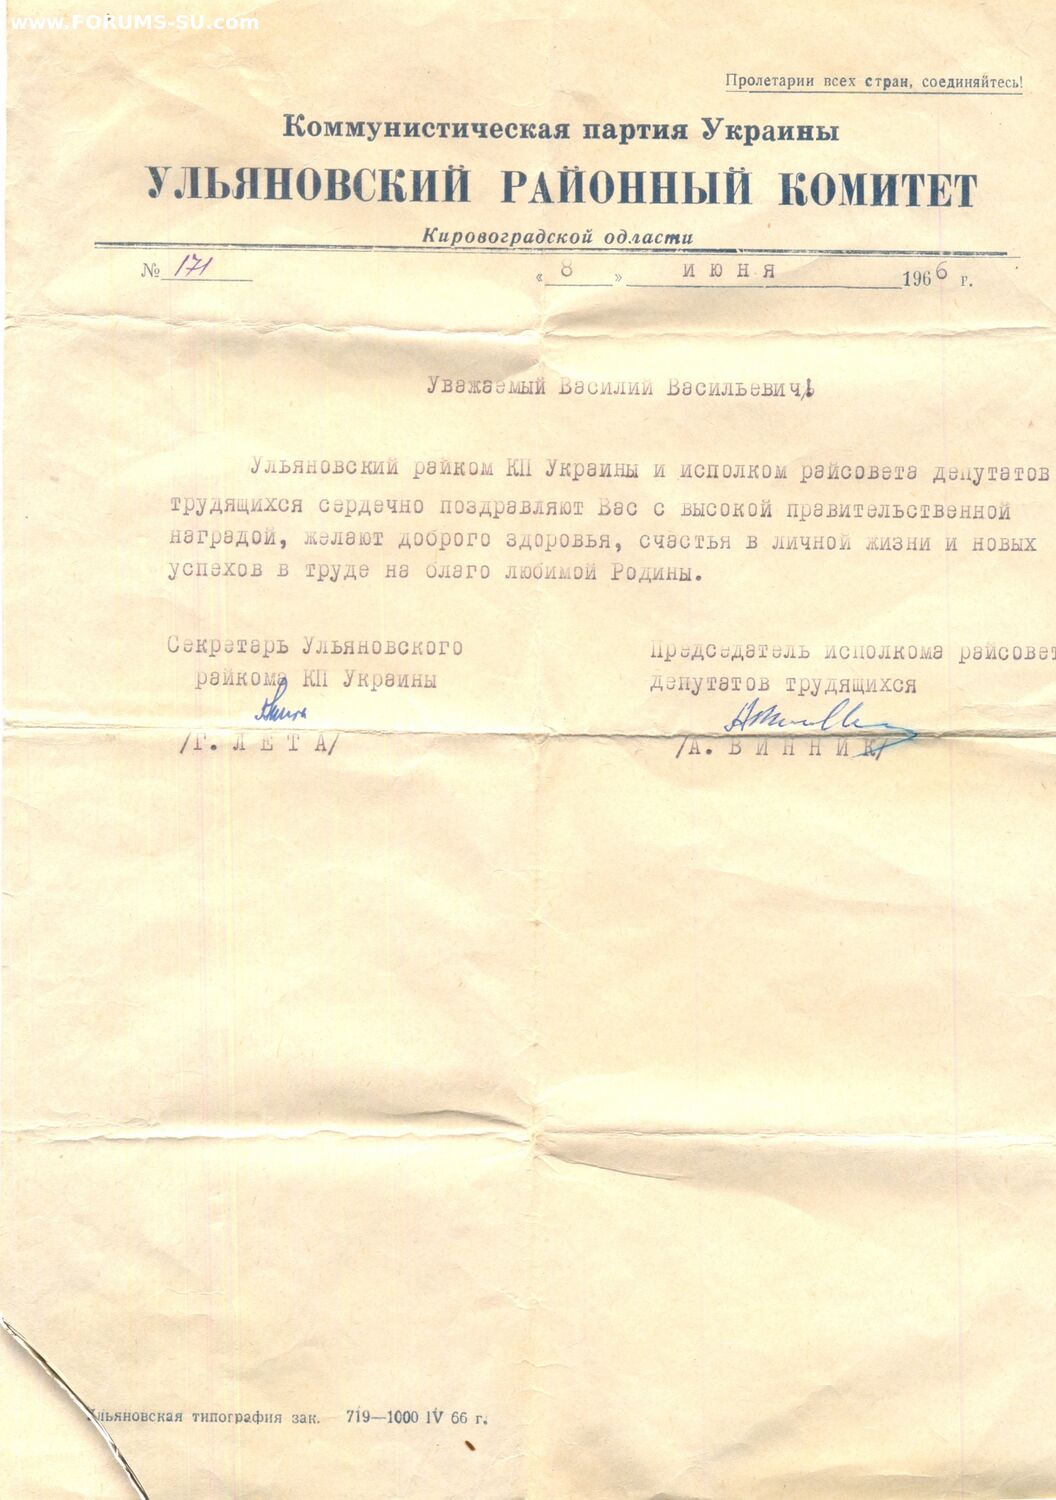 www.FORUMS-SU.com
Пролетарии всех стран, соединяйтесь!
Коммунистическая партия Украины
УЛЬЯНОВСКИЙ РАЙОННЫЙ КОМИТЕТ
Кировоградской одласти
№ 171 « 8 » ИЮНЯ 1966 г.
Уважаемый Василий Васильевич!
Ульяновский райком КП Украины и исполком райсовета депутатов
трудящихся сердечно поздравляют Вас с высокой правительственной
наградой, желают доброго здоровья, счастья в личной жизни и новых
успехов в труде на благо любимой Родины.
Секретарь Ульяновского
райкома КП Украины
Председатель исполкома райсовет
депутатов трудящихся
/Г. ЛЕТА/
/А. ВИННИК/
льяновская типография зак. 719—1000 IV 66 г.